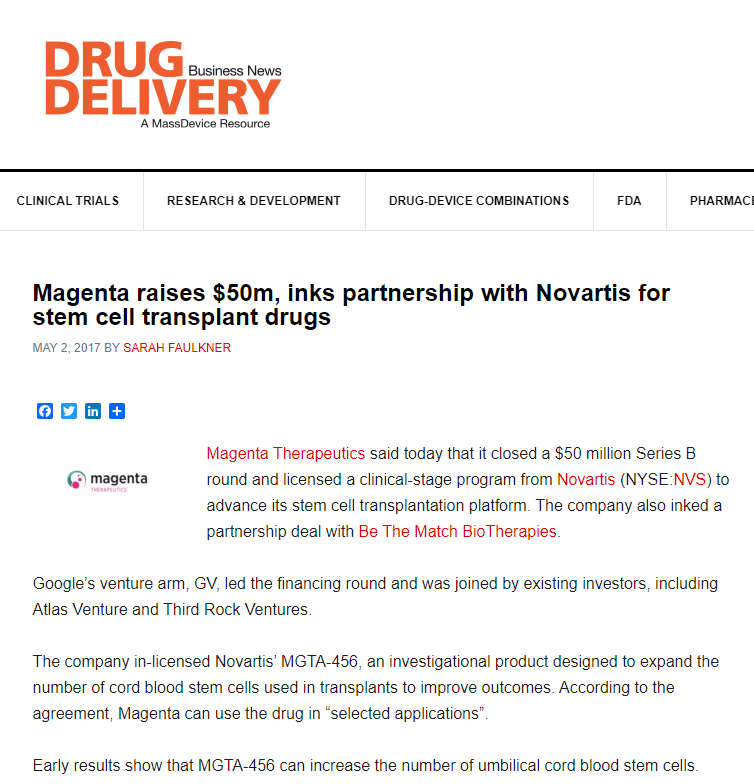 DRUG
Business News
DELIVERY
A MassDevice Resource
CLINICAL TRIALS
RESEARCH & DEVELOPMENT
DRUG-DEVICE COMBINATIONS
FDA
PHARMACE
Magenta raises $50m, inks partnership with Novartis for
stem cell transplant drugs
MAY 2, 2017 BY SARAH FAULKNER
magenta
THERAPEUTICS
Magenta Therapeutics said today that it closed a $50 million Series B
round and licensed a clinical-stage program from Novartis (NYSE:NVS) to
advance its stem cell transplantation platform. The company also inked a
partnership deal with Be The Match BioTherapies.
Google’s venture arm, GV, led the financing round and was joined by existing investors, including
Atlas Venture and Third Rock Ventures.
The company in-licensed Novartis’ MGTA-456, an investigational product designed to expand the
number of cord blood stem cells used in transplants to improve outcomes. According to the
agreement, Magenta can use the drug in “selected applications”.
Early results show that MGTA-456 can increase the number of umbilical cord blood stem cells.